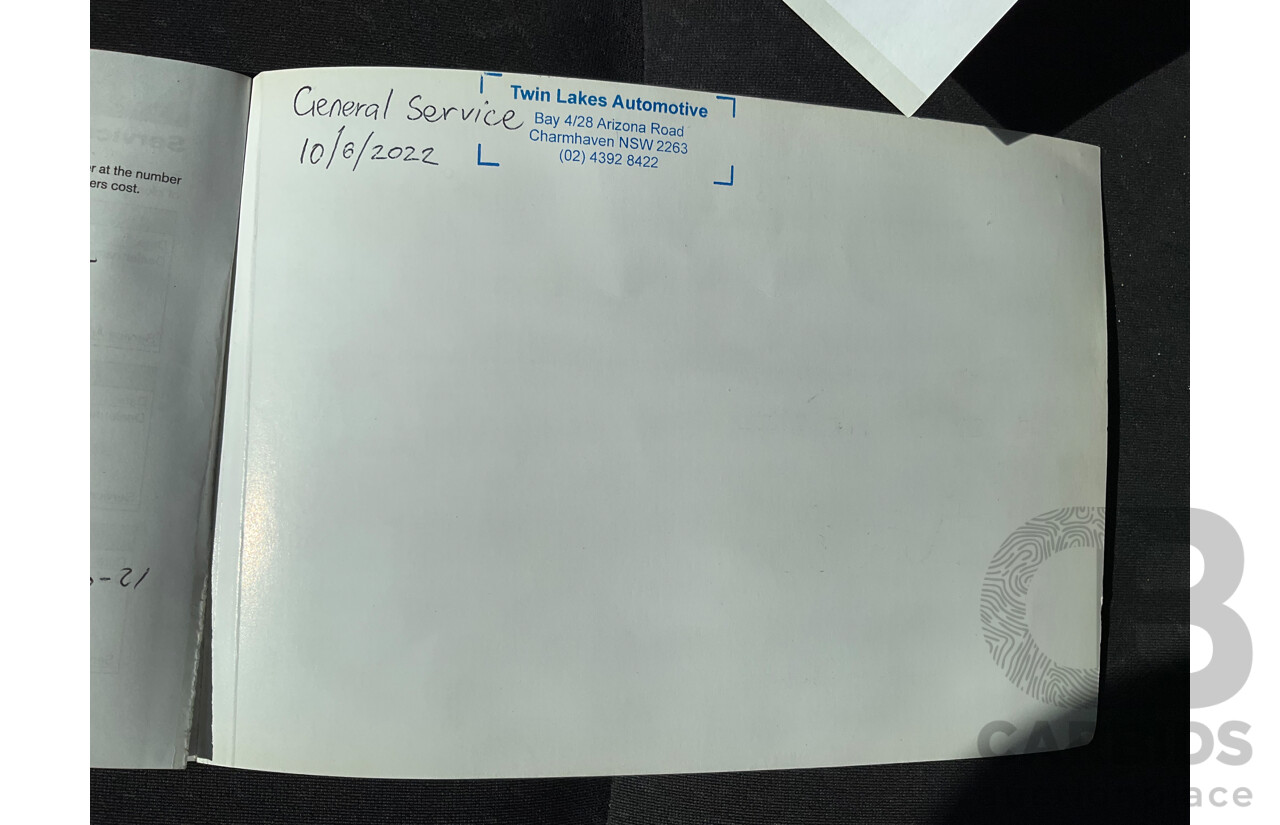 General Service
10/6/2022
Twin Lakes Automotive
Bay 4/28 Arizona Road
Charmhaven NSW 2263
(02) 4392 8422
r at the number
ers cost.